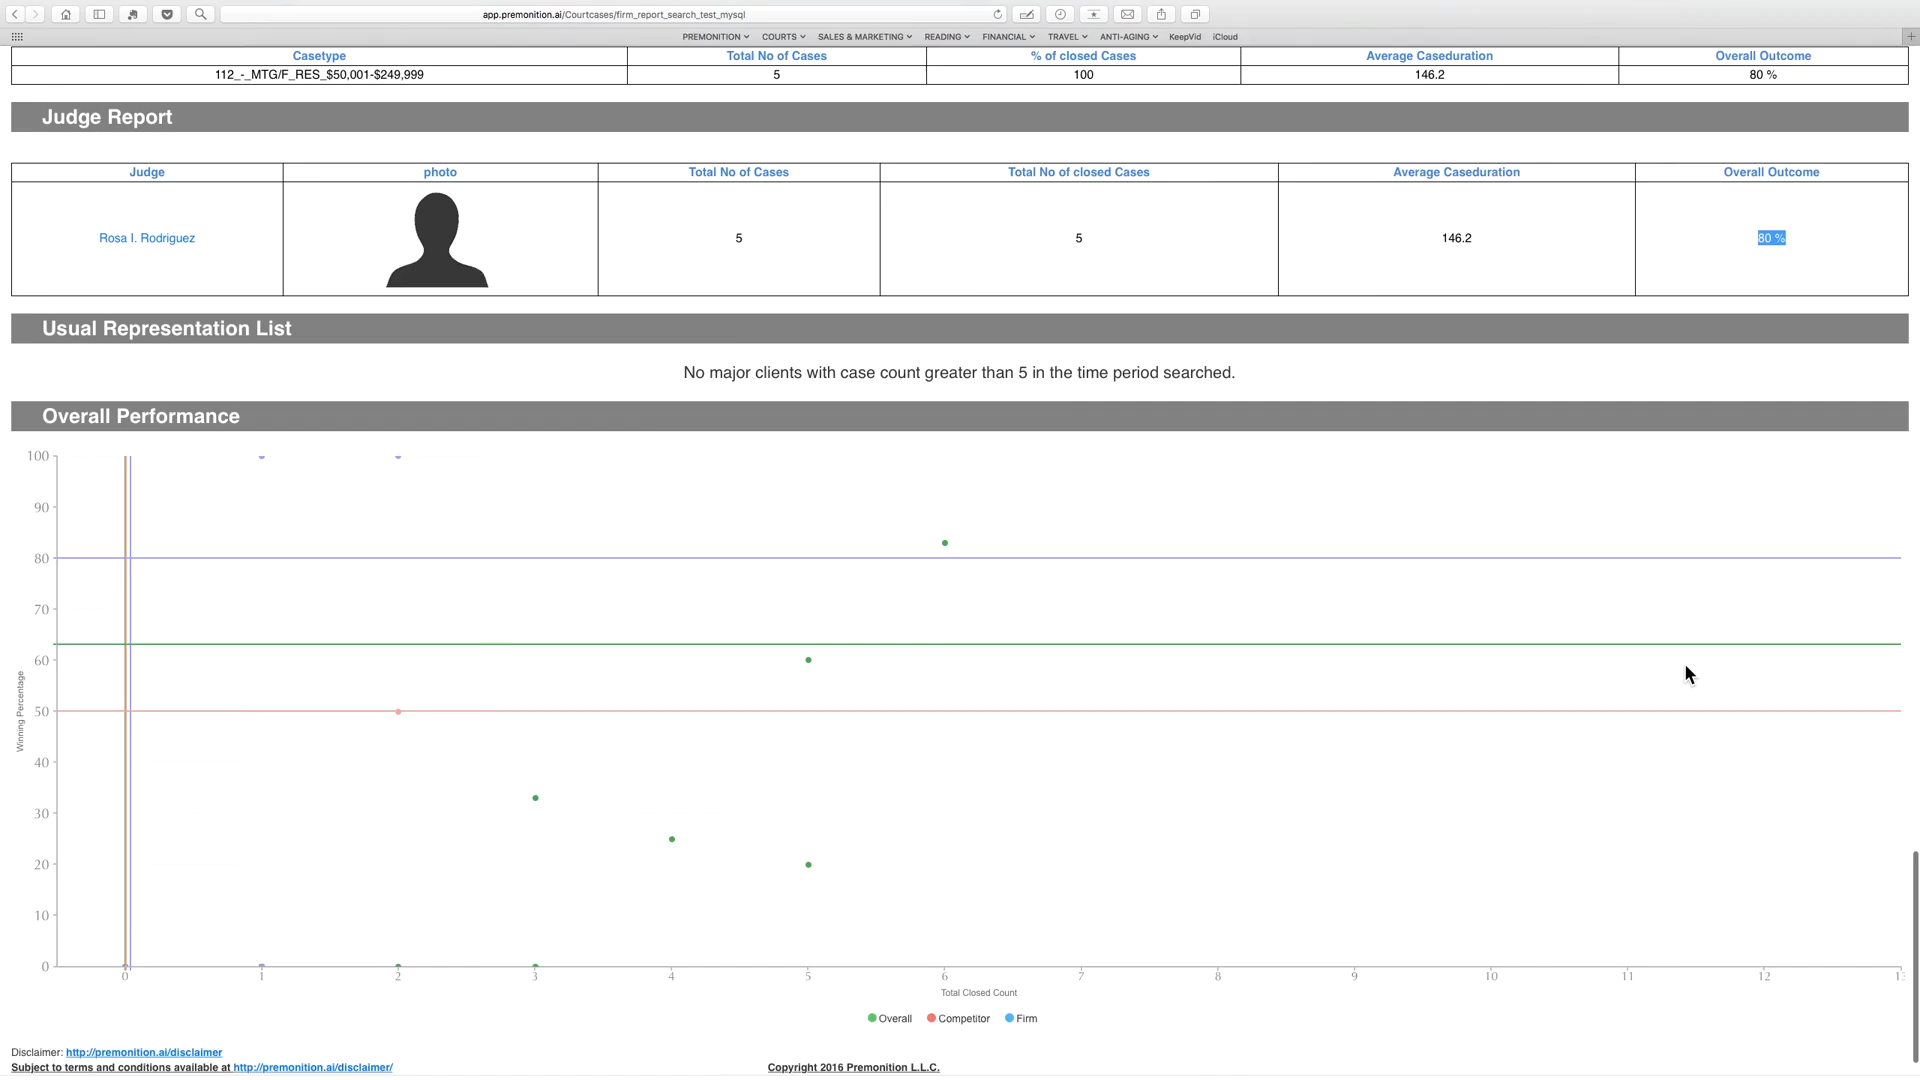 app.premonition.ai/Courtcases/firm_report_search_test_mysql
PREMONITION COURTS SALES & MARKETING READING FINANCIAL TRAVEL ANTI-AGING KeepVid iCloud
Casetype Total No of Cases % of closed Cases Average Caseduration Overall Outcome
112_-_MTG/F_RES_$50,001-$249,999 5 100 146.2 80 %
Judge Report
Judge photo Total No of Cases Total No of closed Cases Average Caseduration Overall Outcome
Rosa I. Rodriguez 5 5 146.2 80 %
Usual Representation List
No major clients with case count greater than 5 in the time period searched.
Overall Performance
100
90
80
70
60
50
40
30
20
10
0
Winning Percentage
0 1 2 3 4 5 6 7 8 9 10 11 12
Total Closed Count
Overall Competitor Firm
Disclaimer: http://premonition.ai/disclaimer
Subject to terms and conditions available at http://premonition.ai/disclaimer/ Copyright 2016 Premonition L.L.C.